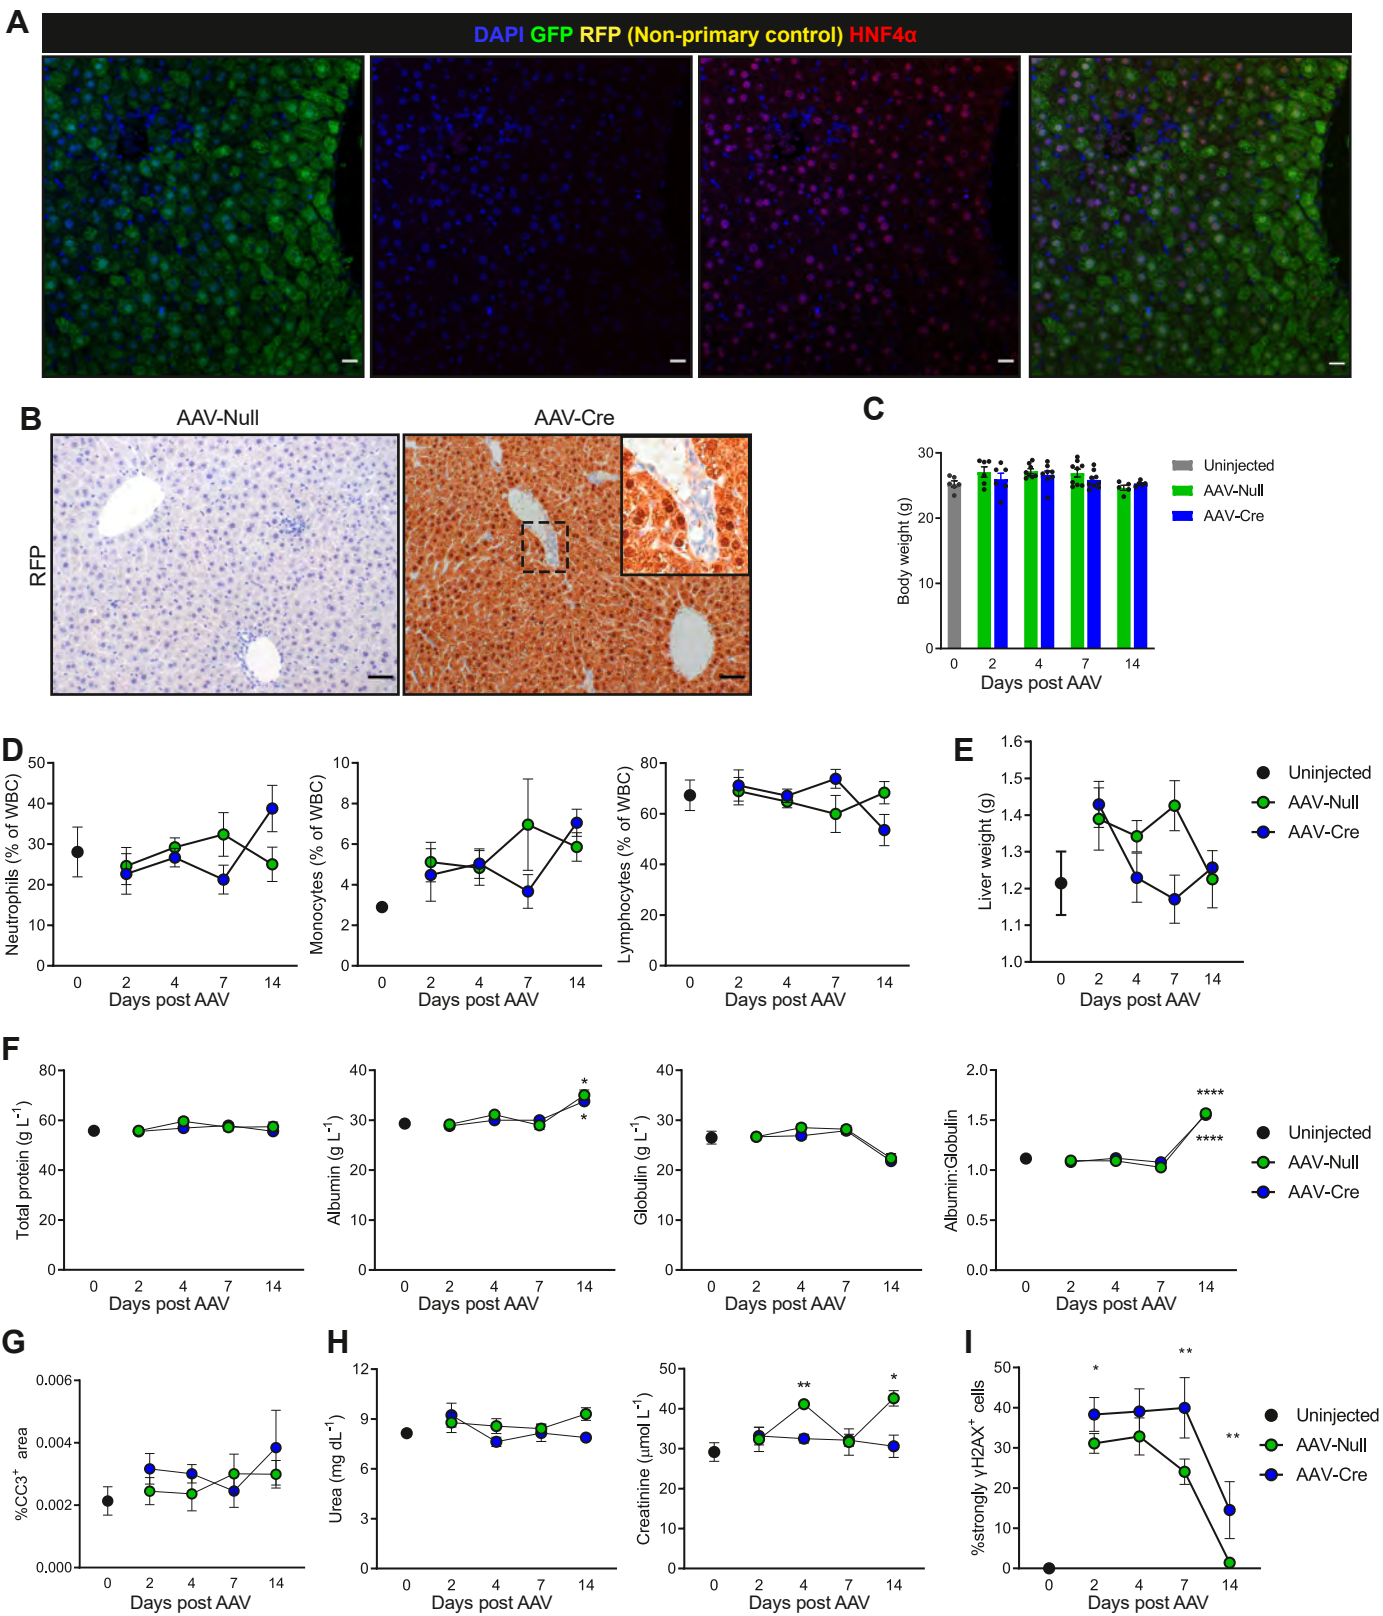 A
DAPI GFP RFP (Non-primary control) HNF4α
B
AAV-Null
AAV-Cre
RFP
C
Body weight (g)
30
20
10
0
0 2 4 7 14
Days post AAV
Uninjected
AAV-Null
AAV-Cre
D
Neutrophils (% of WBC)
50
40
30
20
10
0
0 2 4 7 14
Days post AAV
Monocytes (% of WBC)
10
8
6
4
2
0
0 2 4 7 14
Days post AAV
Lymphocytes (% of WBC)
80
60
40
20
0
0 2 4 7 14
Days post AAV
E
Liver weight (g)
1.6
1.5
1.4
1.3
1.2
1.1
1.0
0 2 4 7 14
Days post AAV
Uninjected
AAV-Null
AAV-Cre
F
Total protein (g L⁻¹)
80
60
40
20
0
0 2 4 7 14
Days post AAV
Albumin (g L⁻¹)
40
30
20
10
0
*
*
0 2 4 7 14
Days post AAV
Globulin (g L⁻¹)
40
30
20
10
0
0 2 4 7 14
Days post AAV
Albumin:Globulin
2.0
1.5
1.0
0.5
0.0
****
****
0 2 4 7 14
Days post AAV
Uninjected
AAV-Null
AAV-Cre
G
%CC3⁺ area
0.006
0.004
0.002
0.000
0 2 4 7 14
Days post AAV
H
Urea (mg dL⁻¹)
12
9
6
3
0
0 2 4 7 14
Days post AAV
Creatinine (µmol L⁻¹)
50
40
30
20
10
0
**
*
0 2 4 7 14
Days post AAV
I
%strongly γH2AX⁺ cells
50
40
30
20
10
0
*
**
**
0 2 4 7 14
Days post AAV
Uninjected
AAV-Null
AAV-Cre